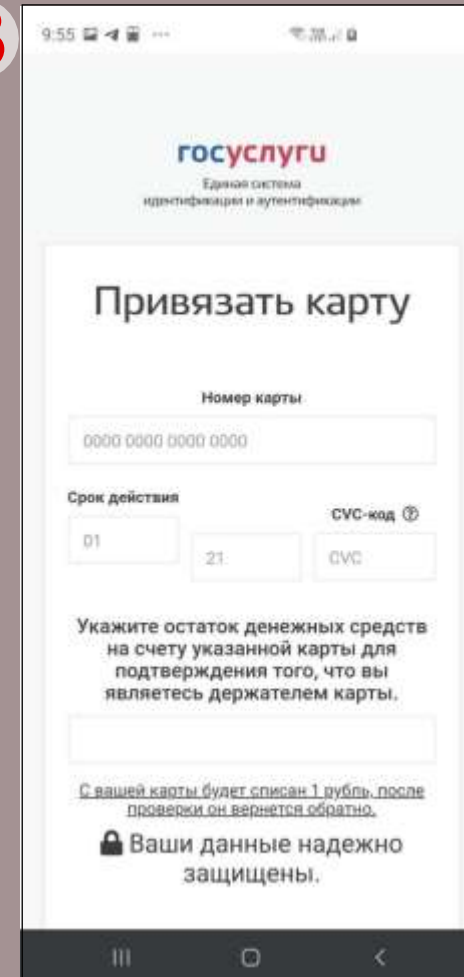 3
9:55
госуслуги
Единая система
идентификации и аутентификации
Привязать карту
Номер карты
0000 0000 0000 0000
Срок действия
CVC-код
01
21
CVC
Укажите остаток денежных средств
на счету указанной карты для
подтверждения того, что вы
являетесь держателем карты.
С вашей карты будет списан 1 рубль, после
проверки он вернется обратно.
Ваши данные надежно
защищены.